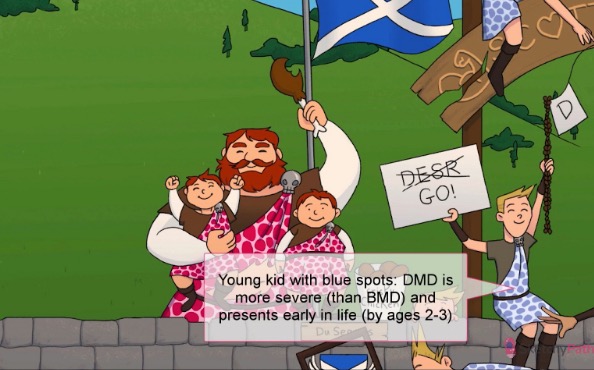 D
DESR
GO!
Young kid with blue spots: DMD is
more severe (than BMD) and
presents early in life (by ages 2-3)